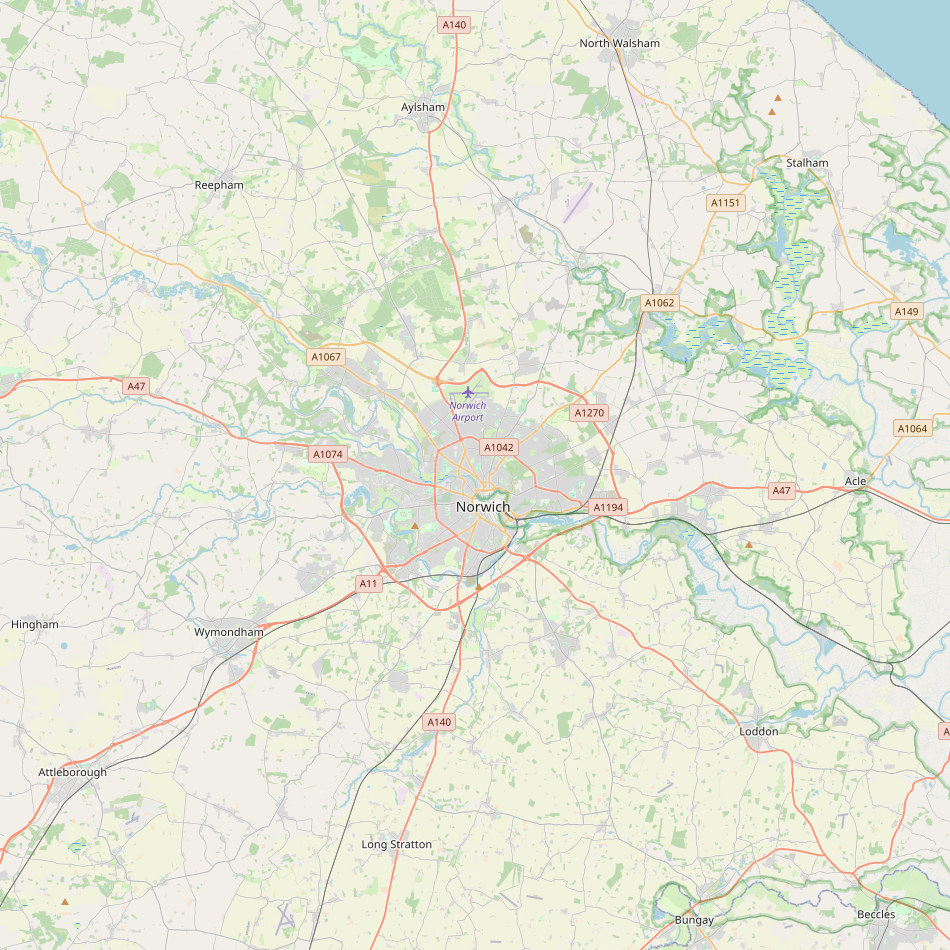 A140
North Walsham
Aylsham
Stalham
Reepham
A1151
A1062
A149
A1067
A47
Norwich
Airport
A1270
A1064
A1042
A1074
Acle
A47
Norwich
A1194
A11
Hingham
Wymondham
A140
Loddon
A
Attleborough
Long Stratton
Beccles
Bungay